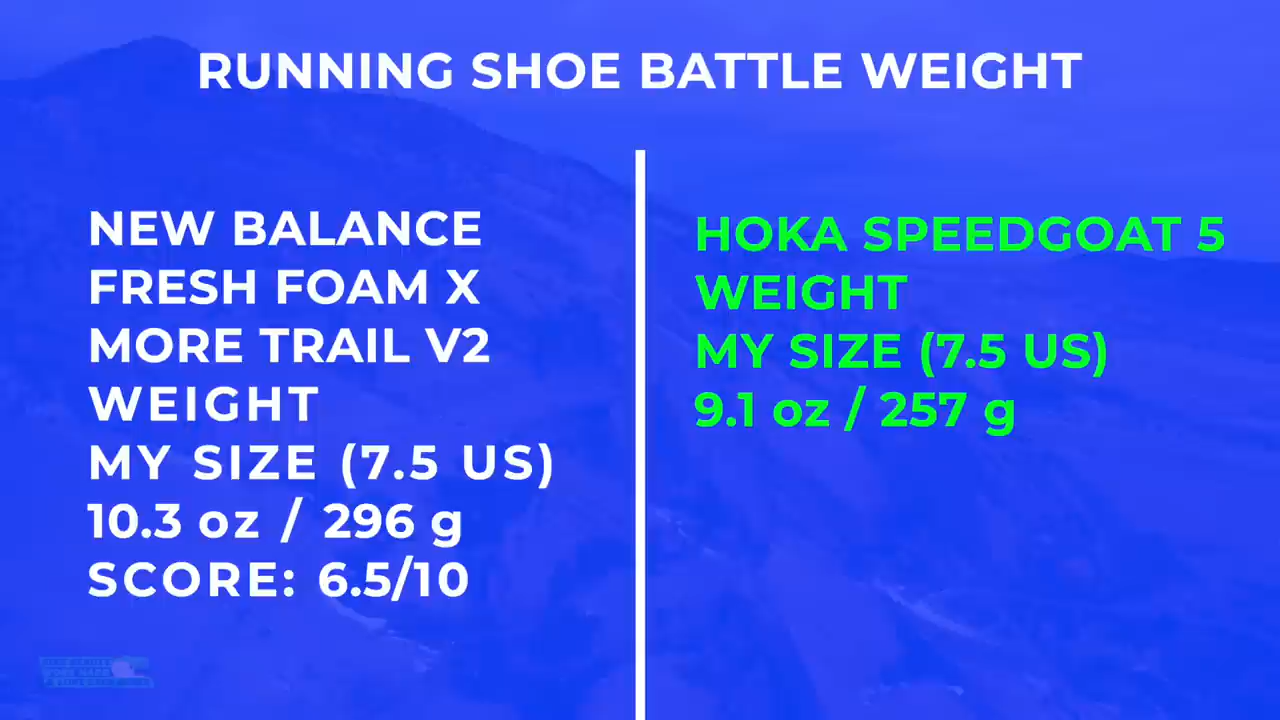 RUNNING SHOE BATTLE WEIGHT
NEW BALANCE
FRESH FOAM X
MORE TRAIL V2
WEIGHT
MY SIZE (7.5 US)
10.3 oz / 296 g
SCORE: 6.5/10
HOKA SPEEDGOAT 5
WEIGHT
MY SIZE (7.5 US)
9.1 oz / 257 g